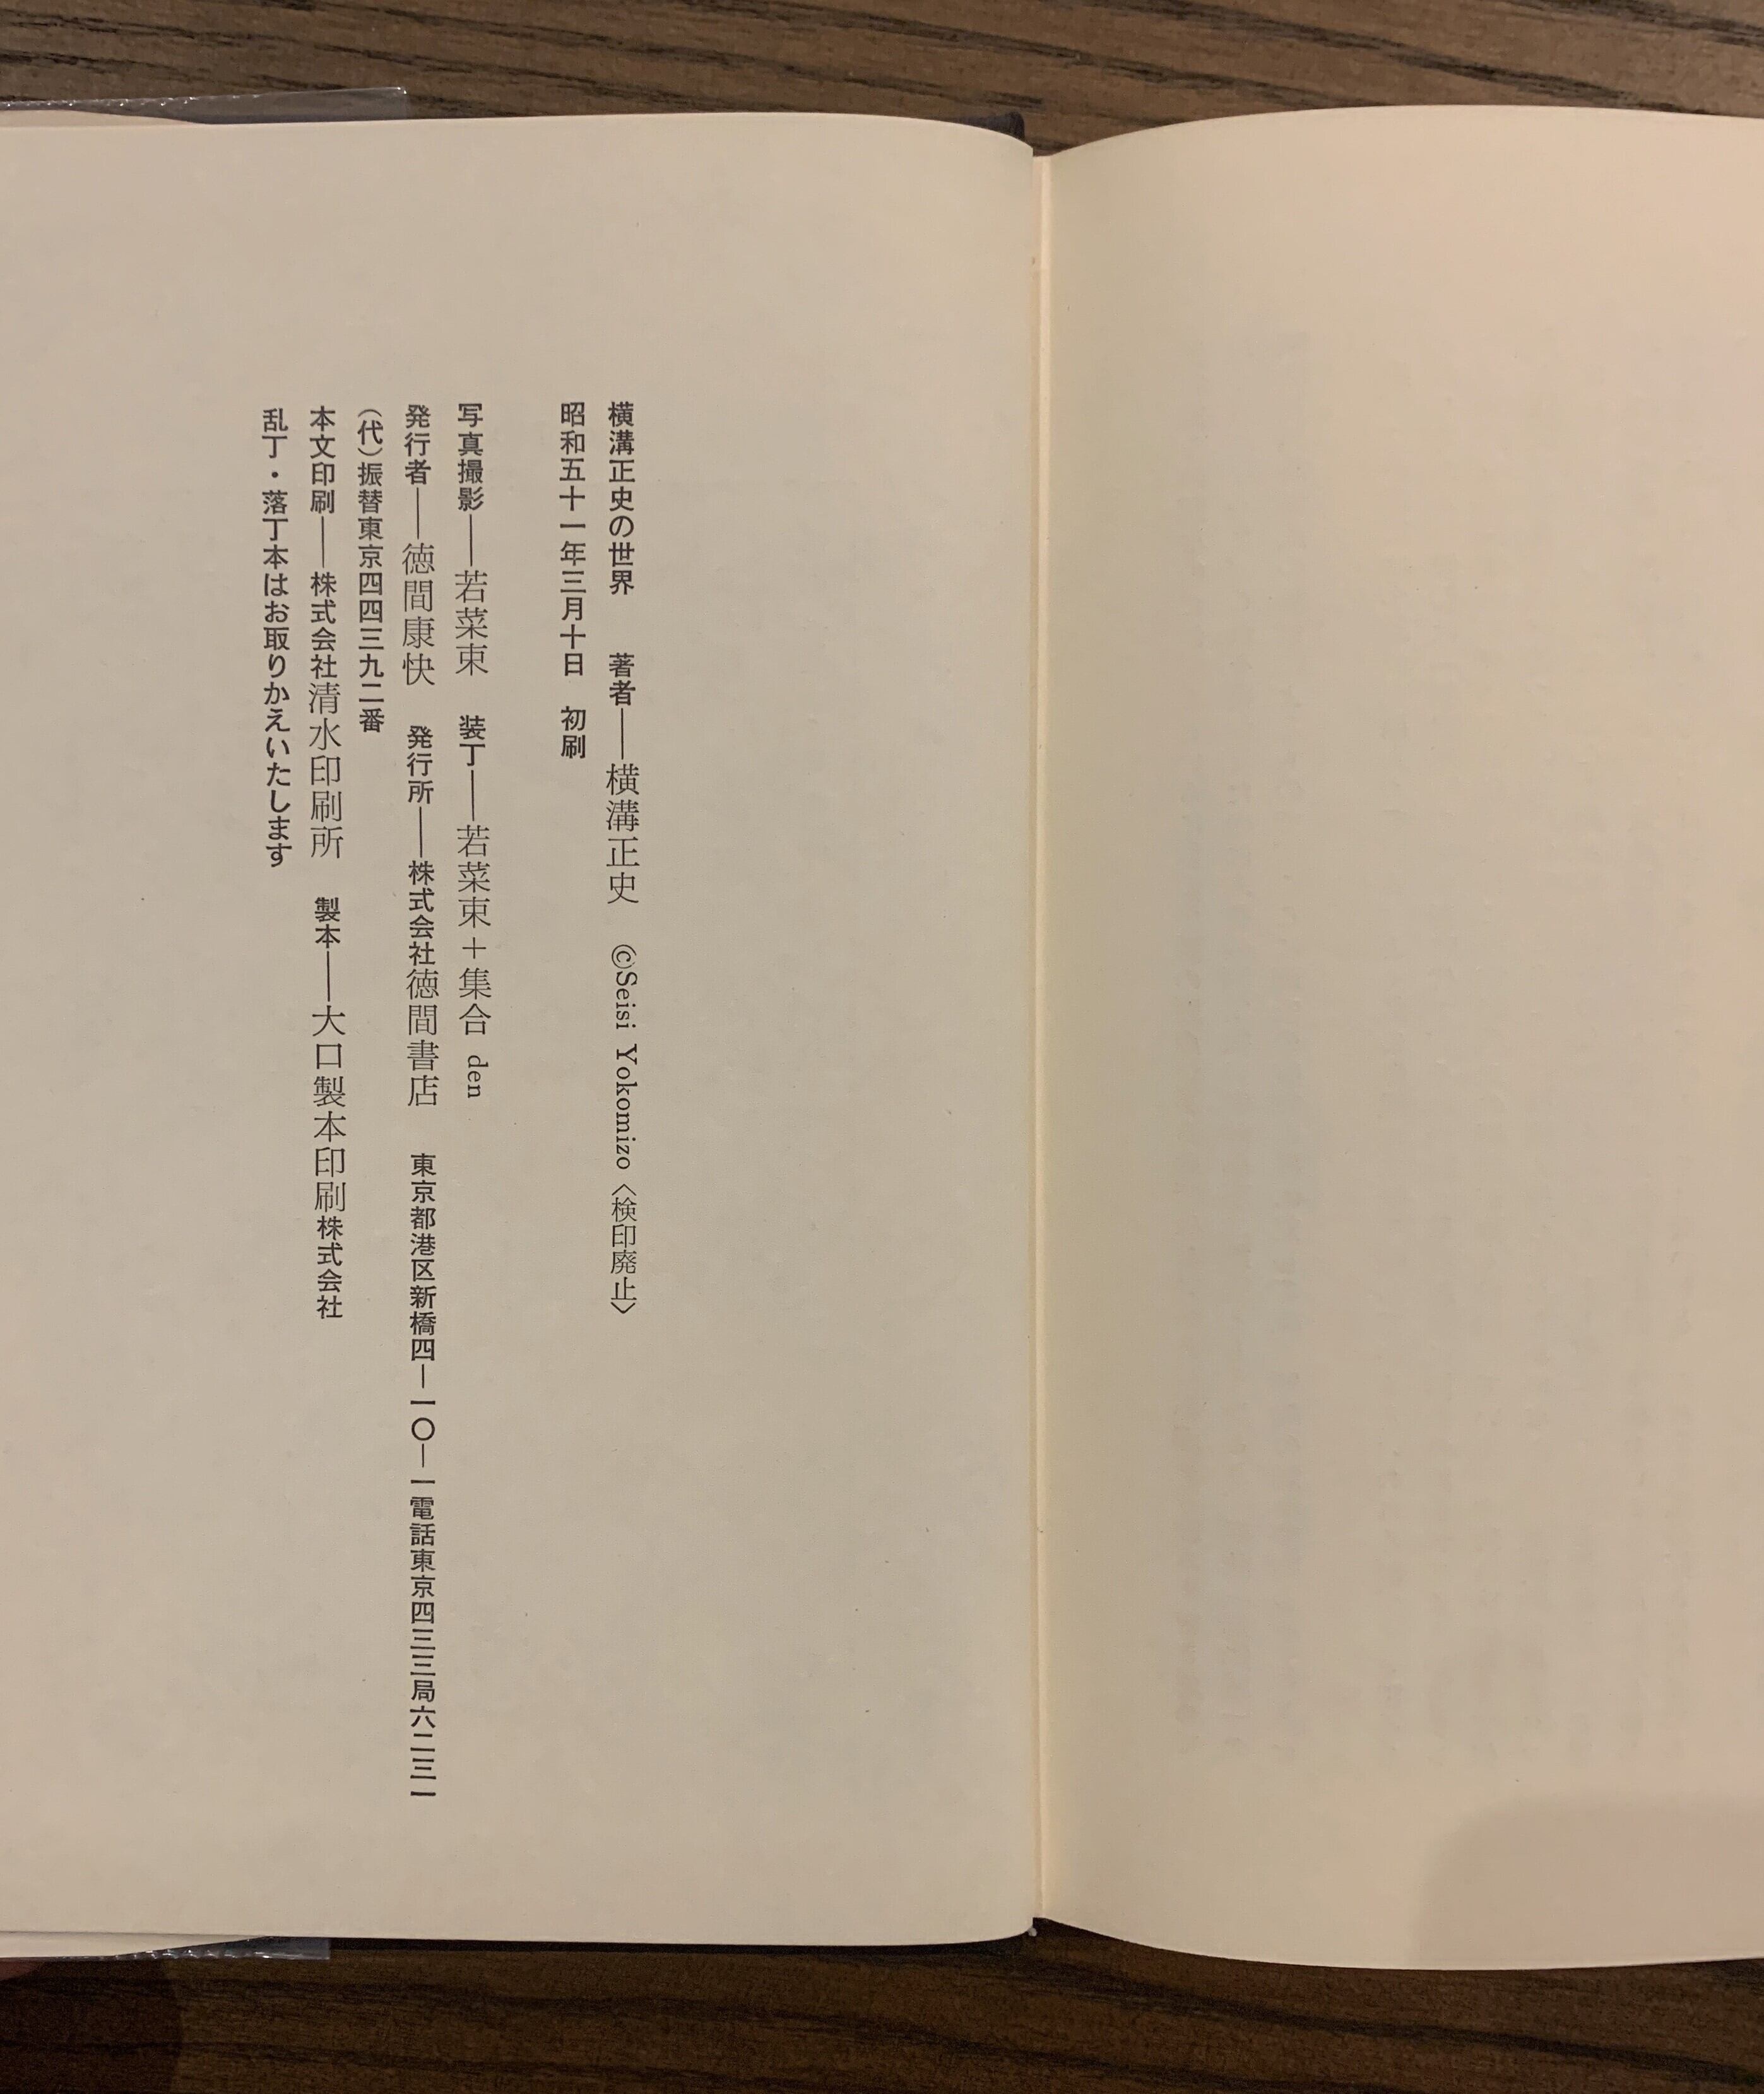 横溝正史の世界　著者——横溝正史　©Seisi Yokomizo〈検印廃止〉
昭和五十一年三月十日　初刷
写真撮影——若菜束　装丁——若菜束＋集合 den
発行者——徳間康快　発行所——株式会社徳間書店　東京都港区新橋四—一〇—一電話東京四三三局六二三一
（代）振替東京四四三九二番
本文印刷——株式会社清水印刷所　製本——大口製本印刷株式会社
乱丁・落丁本はお取りかえいたします